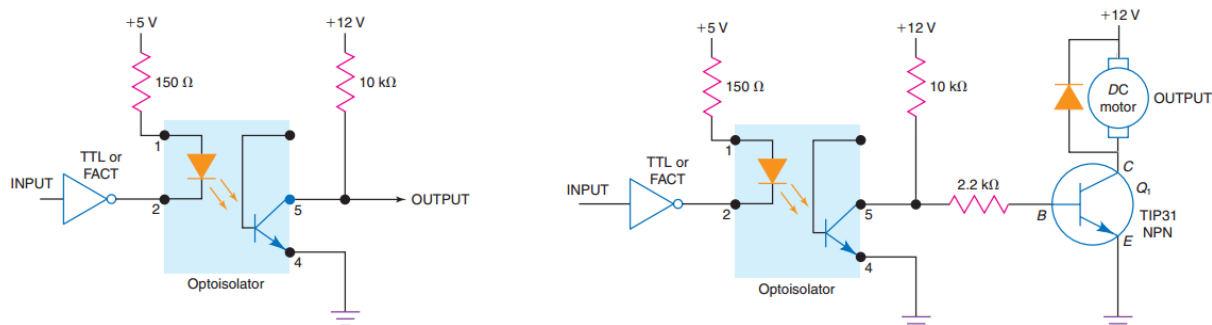 +5 V
+12 V
150 Ω
10 kΩ
1
TTL or
FACT
INPUT
2
5
OUTPUT
4
Optoisolator
+5 V
+12 V
+12 V
150 Ω
10 kΩ
DC
motor
OUTPUT
1
TTL or
FACT
INPUT
2
5
2.2 kΩ
B
C
Q1
TIP31
NPN
E
4
Optoisolator